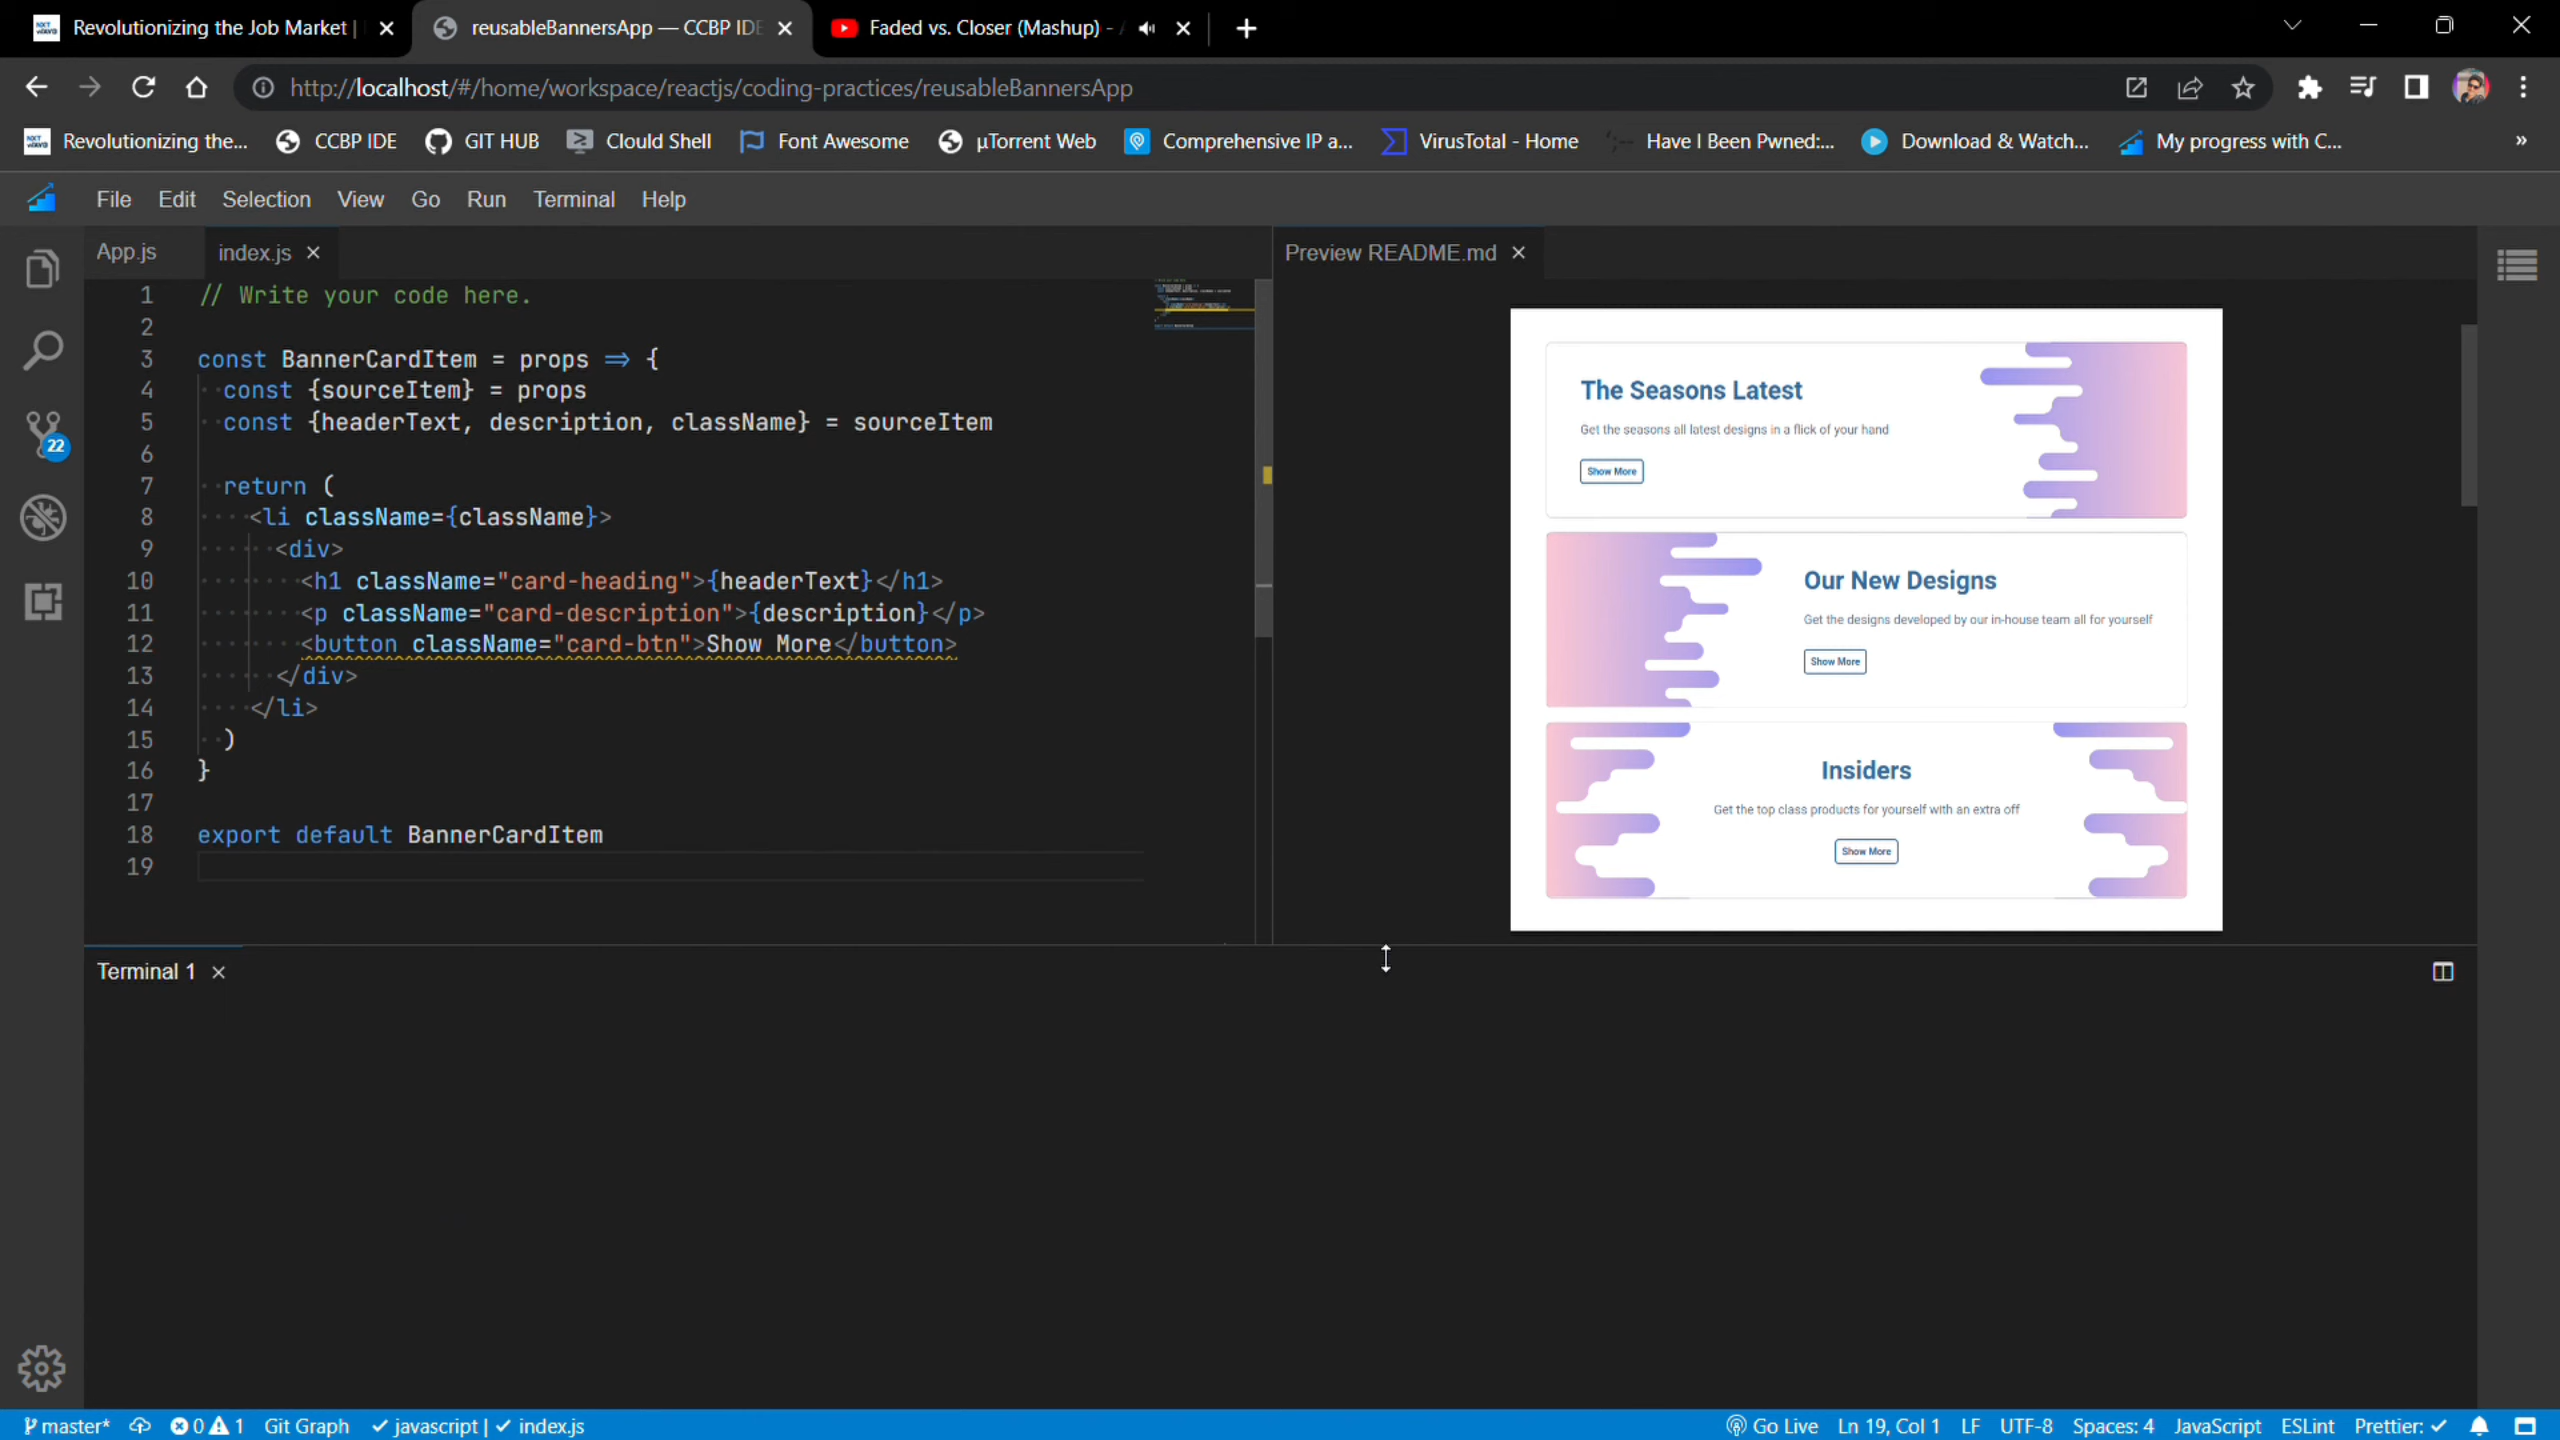 Revolutionizing the Job Market |
reusableBannersApp — CCBP IDE
Faded vs. Closer (Mashup) -
http://localhost/#/home/workspace/reactjs/coding-practices/reusableBannersApp
Revolutionizing the... CCBP IDE GIT HUB Clould Shell Font Awesome µTorrent Web Comprehensive IP a... VirusTotal - Home Have I Been Pwned:... Download & Watch... My progress with C... »
File Edit Selection View Go Run Terminal Help
App.js index.js
1 // Write your code here.
2
3 const BannerCardItem = props => {
4 const {sourceItem} = props
5 const {headerText, description, className} = sourceItem
6
7 return (
8 <li className={className}>
9 <div>
10 <h1 className="card-heading">{headerText}</h1>
11 <p className="card-description">{description}</p>
12 <button className="card-btn">Show More</button>
13 </div>
14 </li>
15 )
16 }
17
18 export default BannerCardItem
19
Preview README.md
The Seasons Latest
Get the seasons all latest designs in a flick of your hand
Show More
Our New Designs
Get the designs developed by our in-house team all for yourself
Show More
Insiders
Get the top class products for yourself with an extra off
Show More
22
Terminal 1
master* 0 1 Git Graph javascript | index.js Go Live Ln 19, Col 1 LF UTF-8 Spaces: 4 JavaScript ESLint Prettier: ✓